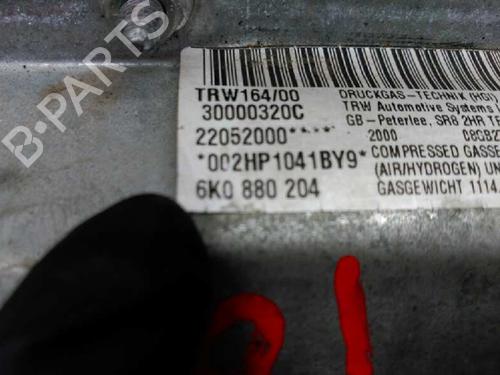 B-PARTS
TRW164/00 DRUCKGAS-TECHNIK
30000320C TRW Automotive Systems
22052000**** GB - Peterlee, SR8 2HR
2000
*002HP1041BY9* COMPRESSED
(AIR/HYDROGEN)
6K0 880 204 GASGEWICHT 1114